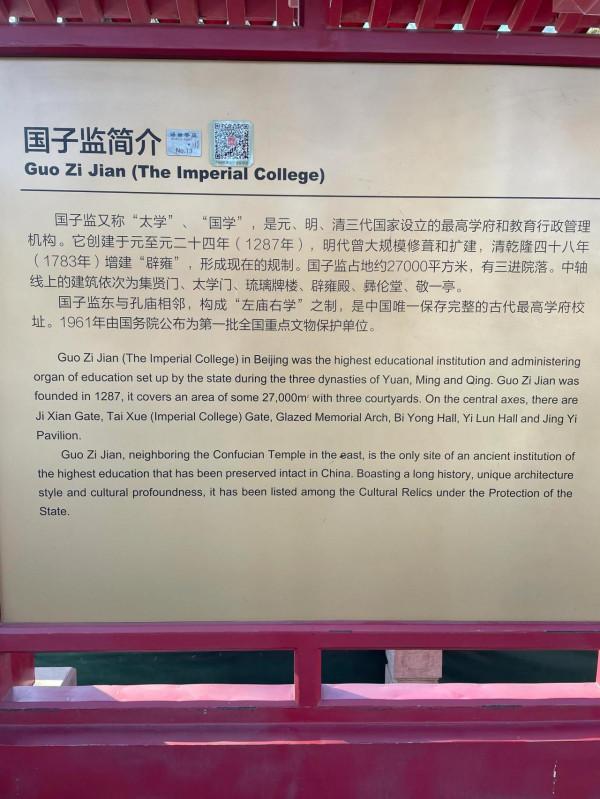 国子监简介
No.13
Guo Zi Jian (The Imperial College)
国子监又称“太学”、“国学”，是元、明、清三代国家设立的最高学府和教育行政管理
机构。它创建于元至元二十四年（1287年），明代曾大规模修葺和扩建，清乾隆四十八年
（1783年）增建“辟雍”，形成现在的规制。国子监占地约27000平方米，有三进院落。中轴
线上的建筑依次为集贤门、太学门、琉璃牌楼、辟雍殿、彝伦堂、敬一亭。
国子监东与孔庙相邻，构成“左庙右学”之制，是中国唯一保存完整的古代最高学府校
址。1961年由国务院公布为第一批全国重点文物保护单位。
Guo Zi Jian (The Imperial College) in Beijing was the highest educational institution and administering
organ of education set up by the state during the three dynasties of Yuan, Ming and Qing. Guo Zi Jian was
founded in 1287, it covers an area of some 27,000m² with three courtyards. On the central axes, there are
Ji Xian Gate, Tai Xue (Imperial College) Gate, Glazed Memorial Arch, Bi Yong Hall, Yi Lun Hall and Jing Yi
Pavilion.
Guo Zi Jian, neighboring the Confucian Temple in the east, is the only site of an ancient institution of
the highest education that has been preserved intact in China. Boasting a long history, unique architecture
style and cultural profoundness, it has been listed among the Cultural Relics under the Protection of the
State.